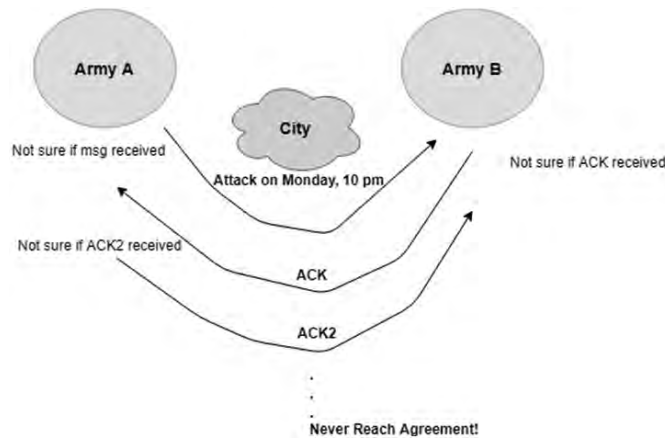 Army A
Army B
City
Not sure if msg received
Not sure if ACK received
Attack on Monday, 10 pm
Not sure if ACK2 received
ACK
ACK2
.
.
.
Never Reach Agreement!